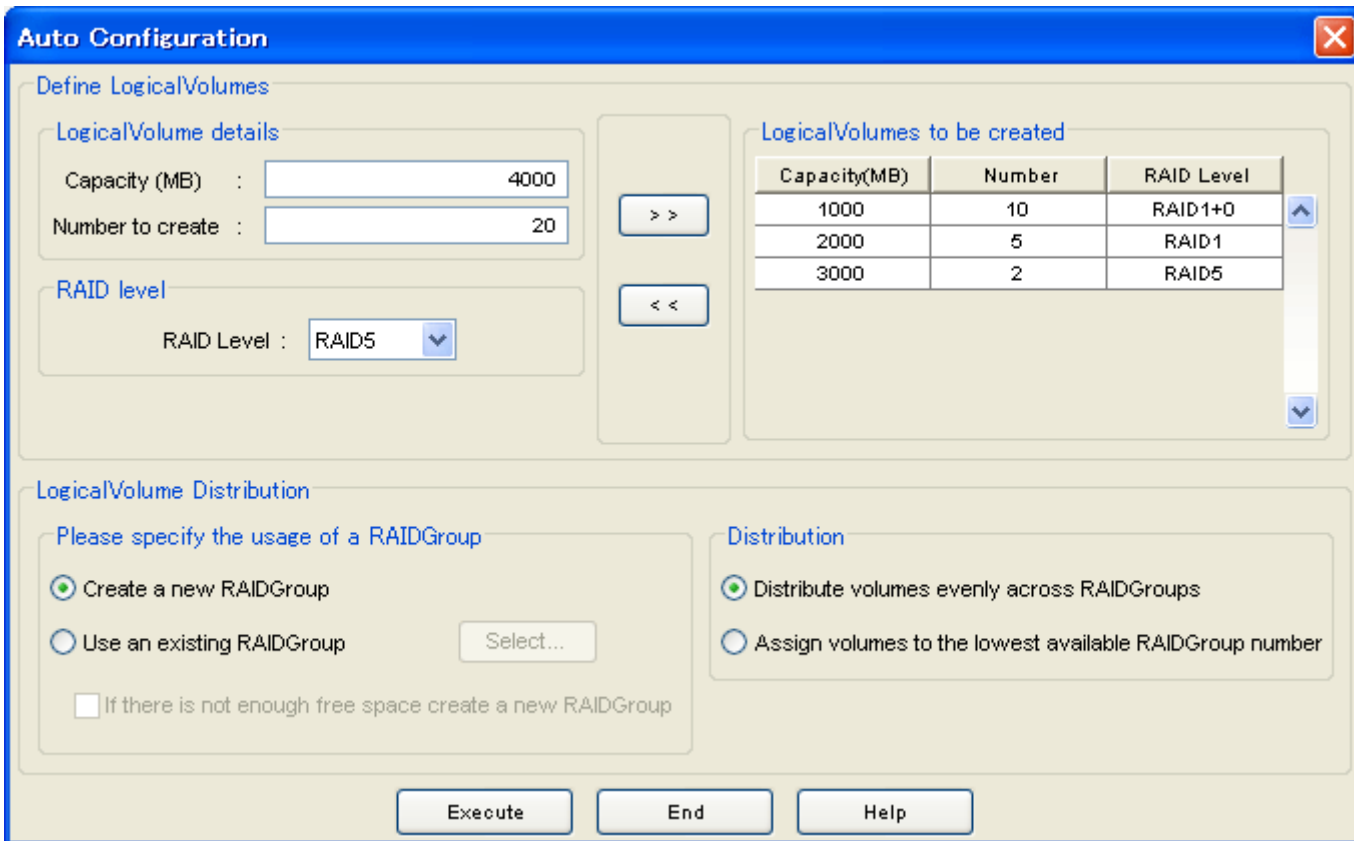 Auto Configuration
Define LogicalVolumes
LogicalVolume details
Capacity (MB) : 4000
Number to create : 20
RAID level
RAID Level : RAID5
> >
< <
LogicalVolumes to be created
Capacity(MB) Number RAID Level
1000 10 RAID1+0
2000 5 RAID1
3000 2 RAID5
LogicalVolume Distribution
Please specify the usage of a RAIDGroup
Create a new RAIDGroup
Use an existing RAIDGroup Select...
If there is not enough free space create a new RAIDGroup
Distribution
Distribute volumes evenly across RAIDGroups
Assign volumes to the lowest available RAIDGroup number
Execute End Help